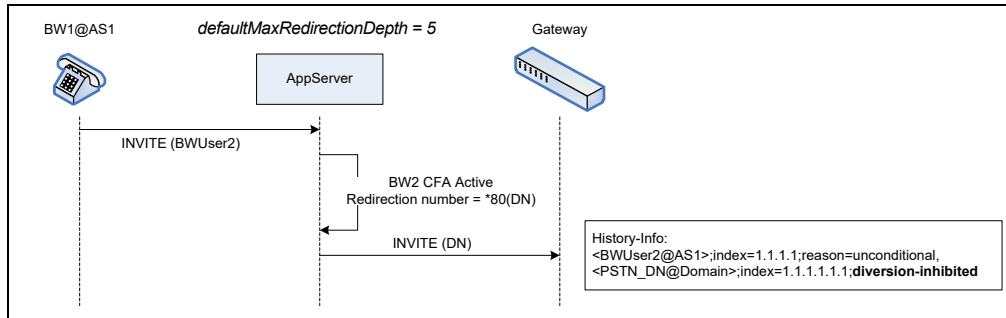 BW1@AS1
defaultMaxRedirectionDepth = 5
Gateway
AppServer
INVITE (BWUser2)
BW2 CFA Active
Redirection number = *80(DN)
INVITE (DN)
History-Info:
<BWUser2@AS1>;index=1.1.1.1;reason=unconditional,
<PSTN_DN@Domain>;index=1.1.1.1.1.1;diversion-inhibited